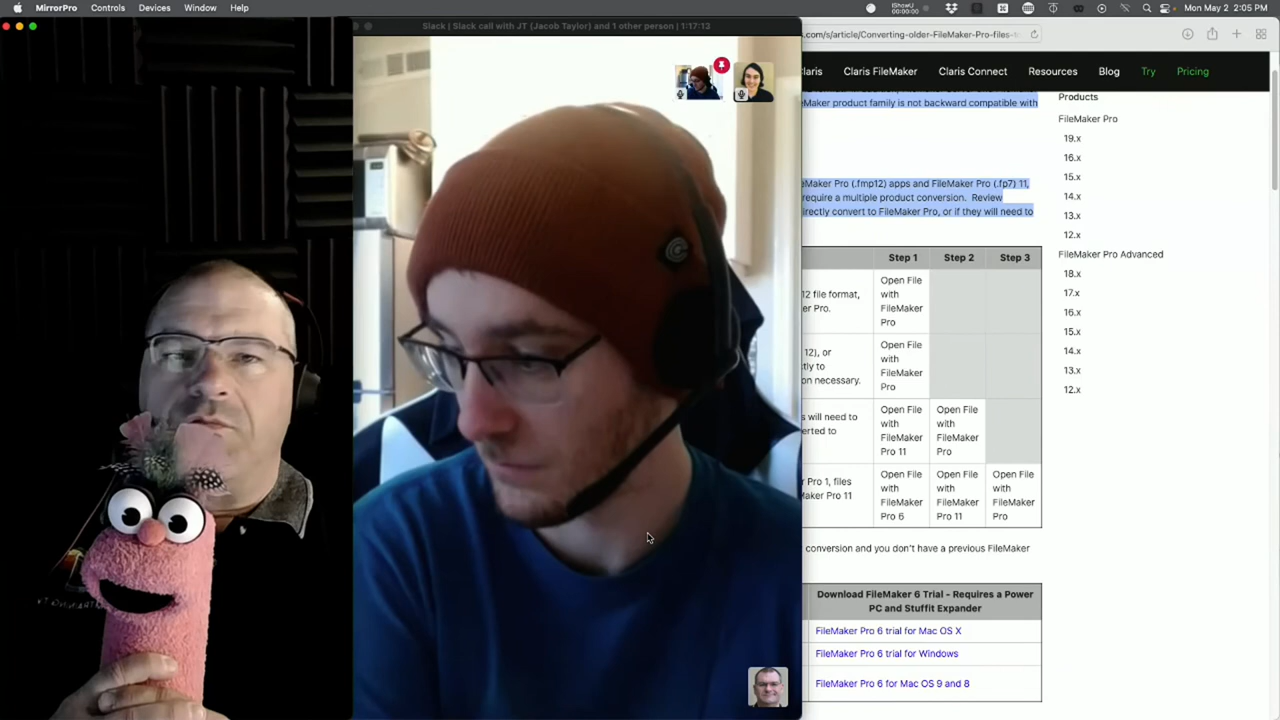 MirrorPro Controls Devices Window Help
iShowU
00:00:00
Mon May 2 2:05 PM
Slack | Slack call with JT (Jacob Taylor) and 1 other person | 1:17:13
.com/s/article/Converting-older-FileMaker-Pro-files-to
Claris
Claris FileMaker
Claris Connect
Resources
Blog
Try
Pricing
Maker product family is not backward compatible with
Maker Pro (.fmp12) apps and FileMaker Pro (.fp7) 11,
require a multiple product conversion. Review
directly convert to FileMaker Pro, or if they will need to
Step 1
Step 2
Step 3
12 file format,
er Pro.
Open File
with
FileMaker
Pro
12), or
ctly to
on necessary.
Open File
with
FileMaker
Pro
s will need to
erted to
Open File
with
FileMaker
Pro 11
Open File
with
FileMaker
Pro
r Pro 1, files
Maker Pro 11
Open File
with
FileMaker
Pro 6
Open File
with
FileMaker
Pro 11
Open File
with
FileMaker
Pro
conversion and you don't have a previous FileMaker
Download FileMaker 6 Trial - Requires a Power
PC and Stuffit Expander
FileMaker Pro 6 trial for Mac OS X
FileMaker Pro 6 trial for Windows
FileMaker Pro 6 for Mac OS 9 and 8
Products
FileMaker Pro
19.x
16.x
15.x
14.x
13.x
12.x
FileMaker Pro Advanced
18.x
17.x
16.x
15.x
14.x
13.x
12.x